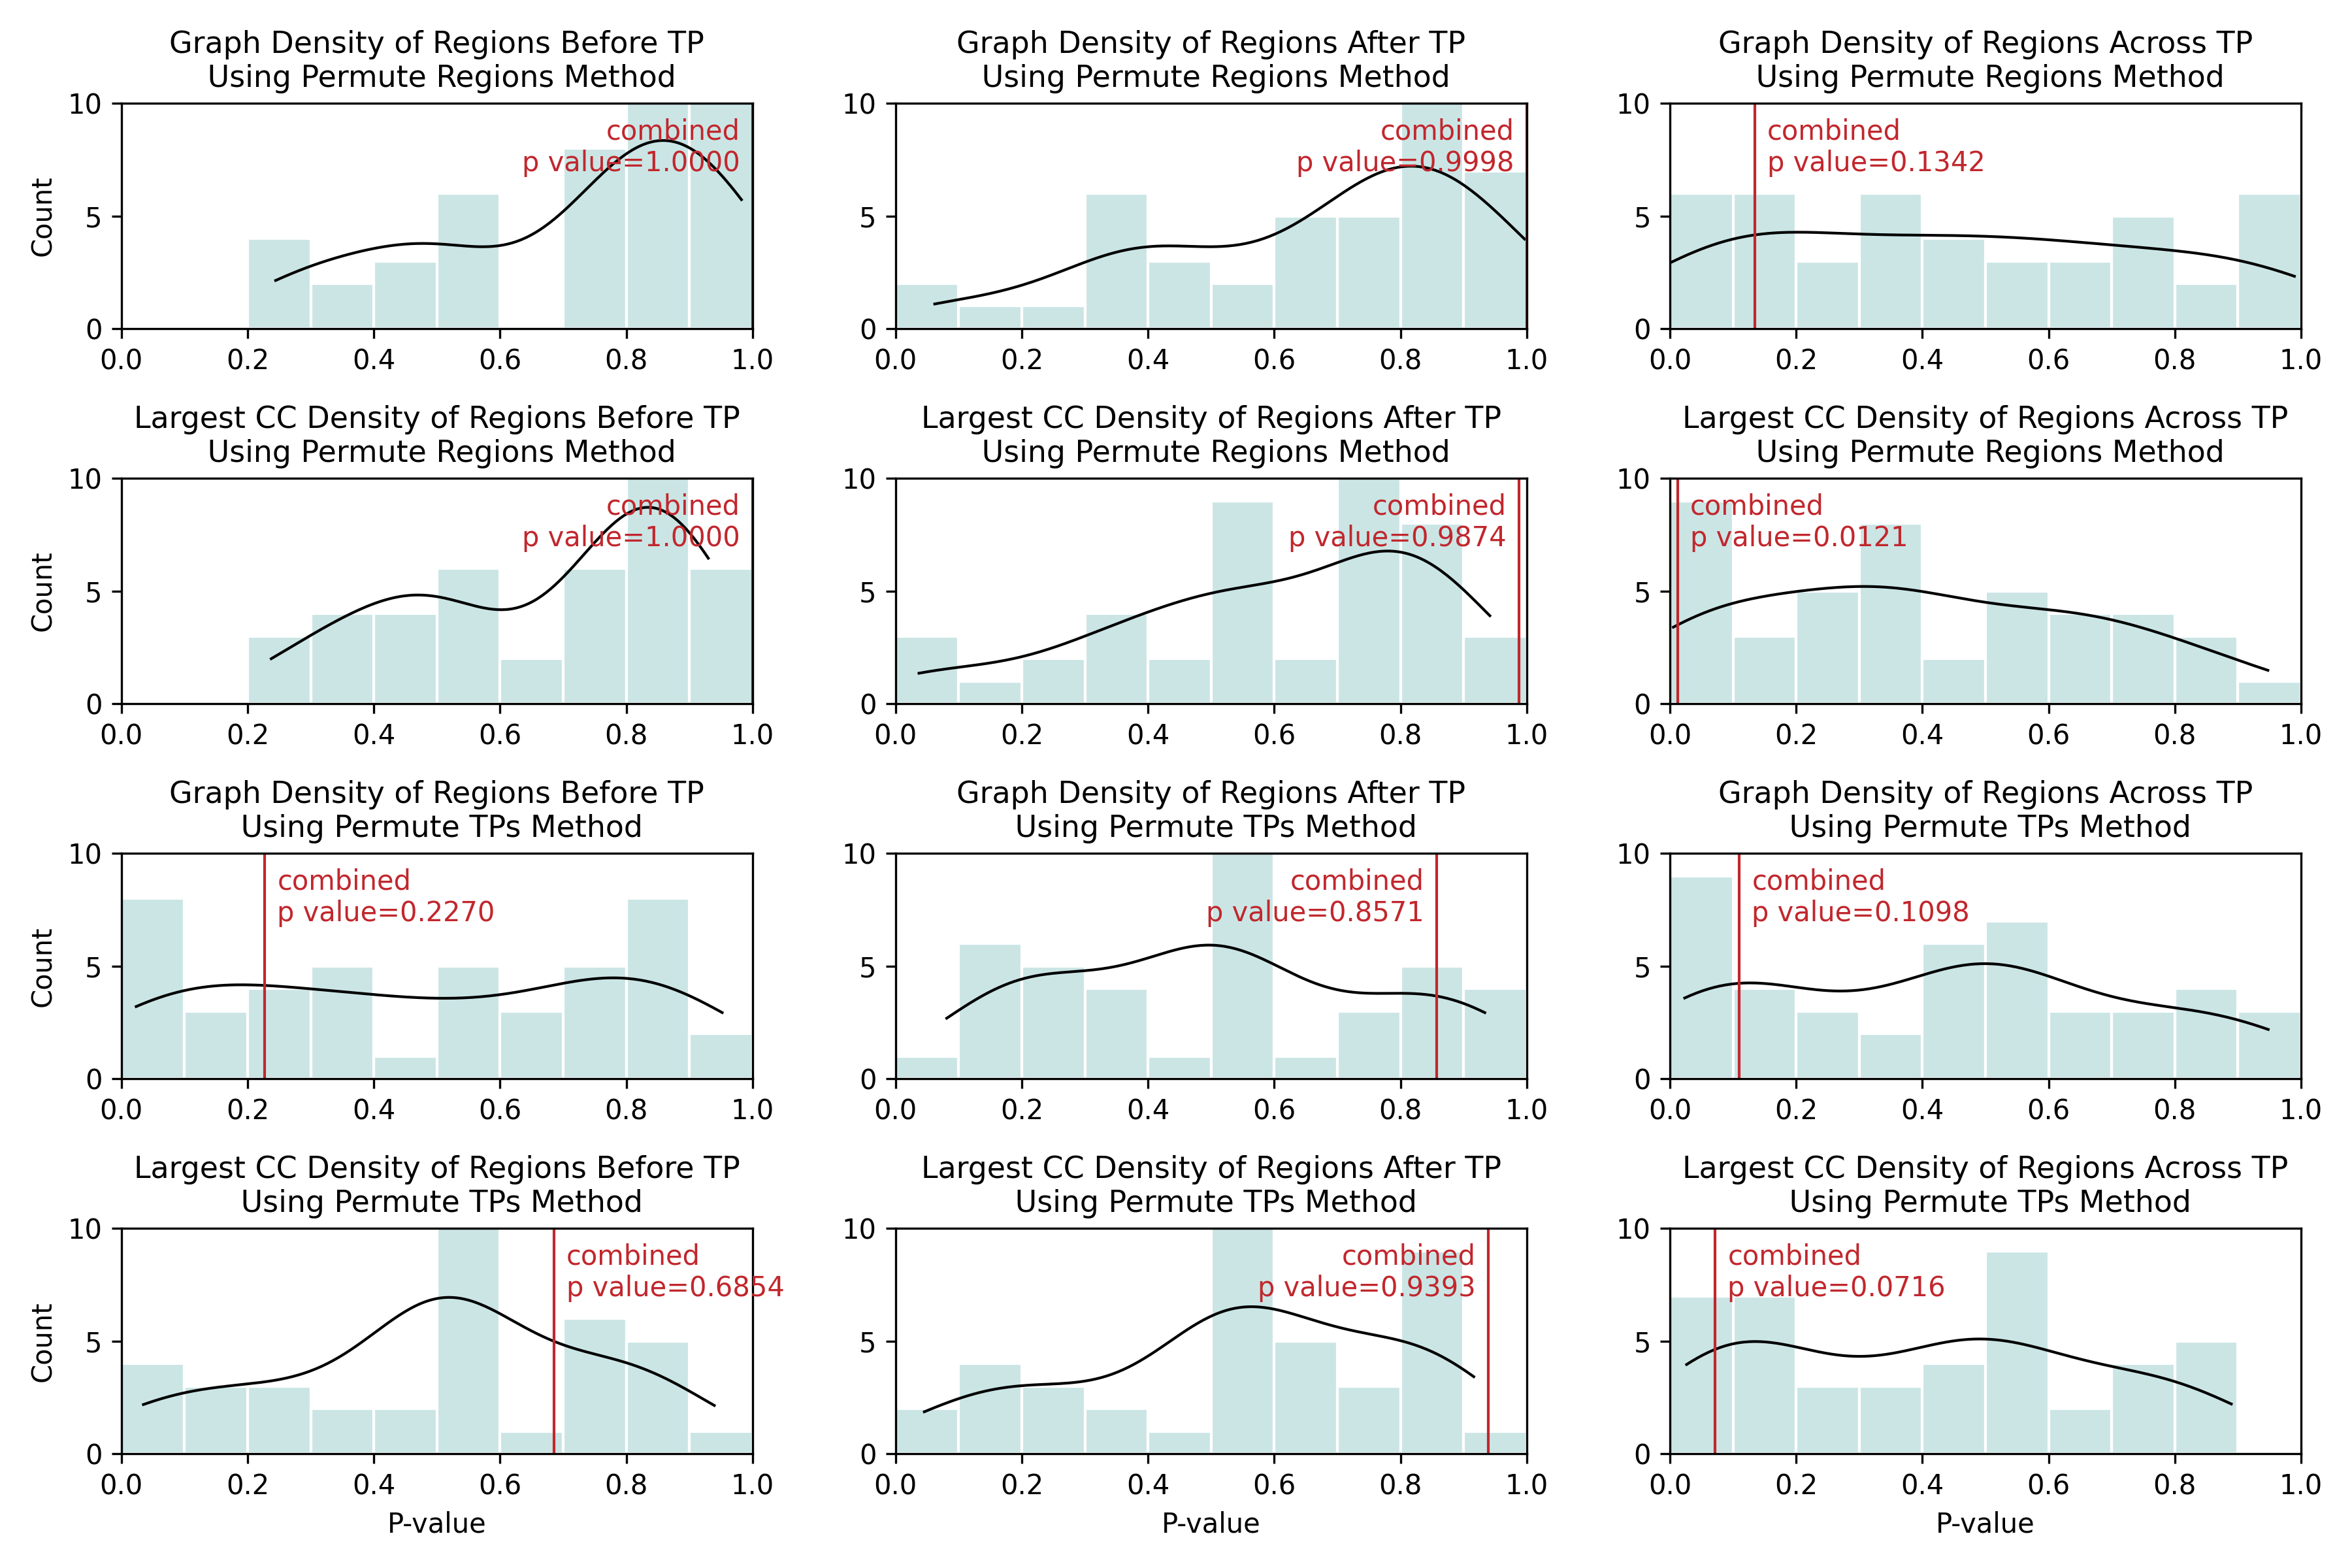 Graph Density of Regions Before TP
Using Permute Regions Method
combined
p value=1.0000
Count
10
5
0
0.0 0.2 0.4 0.6 0.8 1.0
Graph Density of Regions After TP
Using Permute Regions Method
combined
p value=0.9998
10
5
0
0.0 0.2 0.4 0.6 0.8 1.0
Graph Density of Regions Across TP
Using Permute Regions Method
combined
p value=0.1342
10
5
0
0.0 0.2 0.4 0.6 0.8 1.0
Largest CC Density of Regions Before TP
Using Permute Regions Method
combined
p value=1.0000
Count
10
5
0
0.0 0.2 0.4 0.6 0.8 1.0
Largest CC Density of Regions After TP
Using Permute Regions Method
combined
p value=0.9874
10
5
0
0.0 0.2 0.4 0.6 0.8 1.0
Largest CC Density of Regions Across TP
Using Permute Regions Method
combined
p value=0.0121
10
5
0
0.0 0.2 0.4 0.6 0.8 1.0
Graph Density of Regions Before TP
Using Permute TPs Method
combined
p value=0.2270
Count
10
5
0
0.0 0.2 0.4 0.6 0.8 1.0
Graph Density of Regions After TP
Using Permute TPs Method
combined
p value=0.8571
10
5
0
0.0 0.2 0.4 0.6 0.8 1.0
Graph Density of Regions Across TP
Using Permute TPs Method
combined
p value=0.1098
10
5
0
0.0 0.2 0.4 0.6 0.8 1.0
Largest CC Density of Regions Before TP
Using Permute TPs Method
combined
p value=0.6854
Count
10
5
0
0.0 0.2 0.4 0.6 0.8 1.0
P-value
Largest CC Density of Regions After TP
Using Permute TPs Method
combined
p value=0.9393
10
5
0
0.0 0.2 0.4 0.6 0.8 1.0
P-value
Largest CC Density of Regions Across TP
Using Permute TPs Method
combined
p value=0.0716
10
5
0
0.0 0.2 0.4 0.6 0.8 1.0
P-value